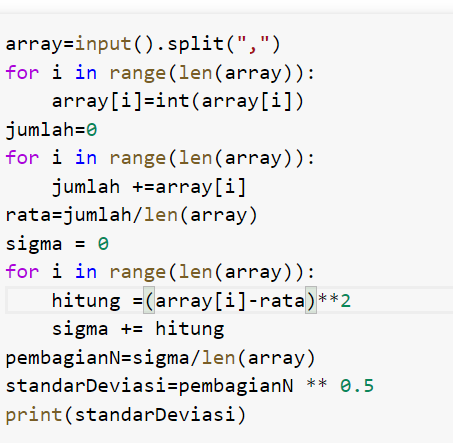 array=input().split(",")
for i in range(len(array)):
    array[i]=int(array[i])
jumlah=0
for i in range(len(array)):
    jumlah +=array[i]
rata=jumlah/len(array)
sigma = 0
for i in range(len(array)):
    hitung =(array[i]-rata)**2
    sigma += hitung
pembagianN=sigma/len(array)
standarDeviasi=pembagianN ** 0.5
print(standarDeviasi)